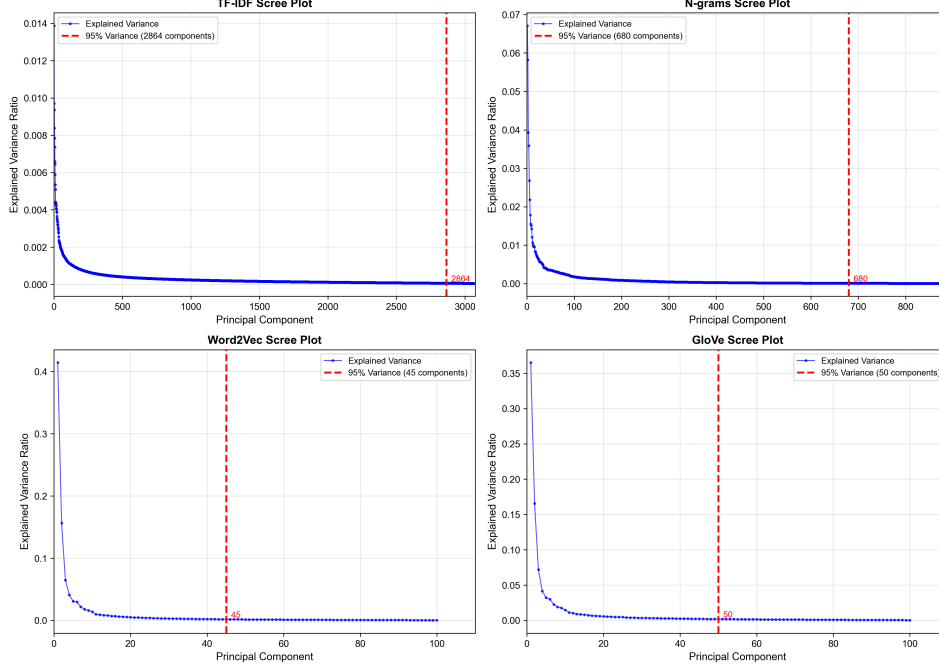 TF-IDF Scree Plot
Explained Variance
95% Variance (2864 components)
Explained Variance Ratio
0.014
0.012
0.010
0.008
0.006
0.004
0.002
0.000
2864
0 500 1000 1500 2000 2500 3000
Principal Component
N-grams Scree Plot
Explained Variance
95% Variance (680 components)
Explained Variance Ratio
0.07
0.06
0.05
0.04
0.03
0.02
0.01
0.00
680
0 100 200 300 400 500 600 700 800
Principal Component
Word2Vec Scree Plot
Explained Variance
95% Variance (45 components)
Explained Variance Ratio
0.4
0.3
0.2
0.1
0.0
45
0 20 40 60 80 100
Principal Component
GloVe Scree Plot
Explained Variance
95% Variance (50 components)
Explained Variance Ratio
0.35
0.30
0.25
0.20
0.15
0.10
0.05
0.00
50
0 20 40 60 80 100
Principal Component